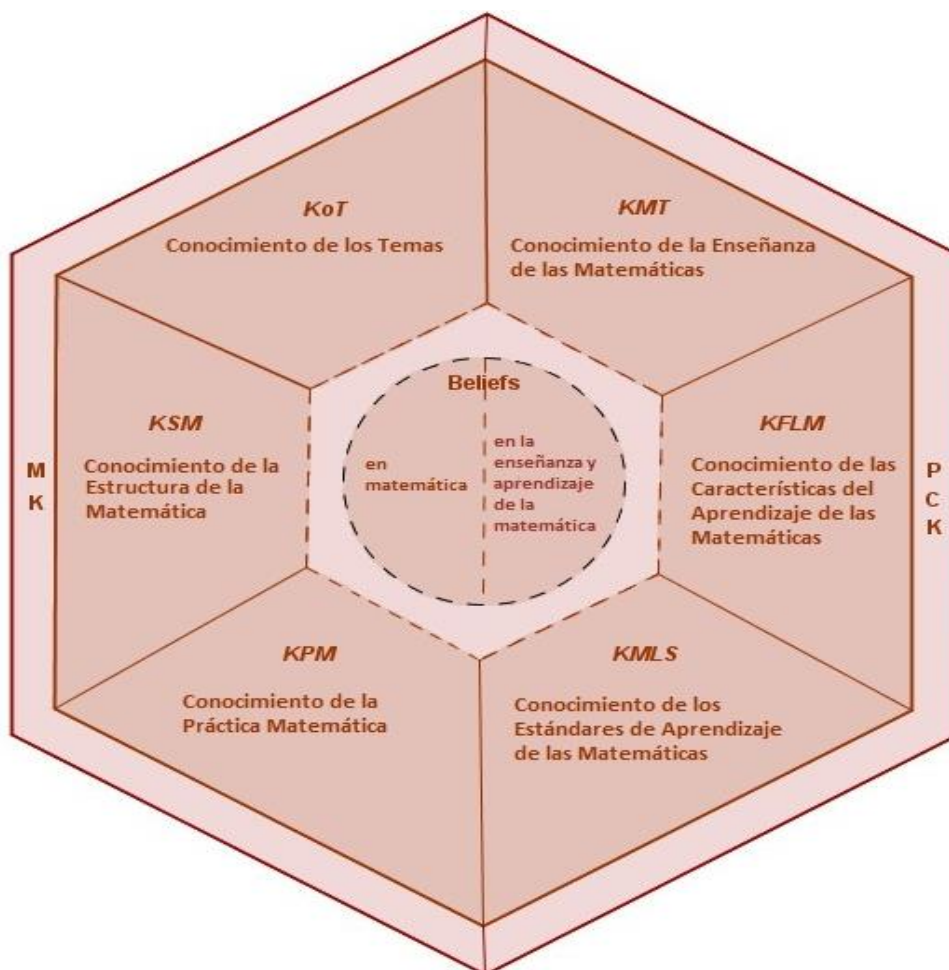 KoT
Conocimiento de los Temas
KMT
Conocimiento de la Enseñanza
de las Matemáticas
Beliefs
en
matemática
en la
enseñanza y
aprendizaje
de la
matemática
M
K
KSM
Conocimiento de la
Estructura de la
Matemática
KFLM
Conocimiento de las
Características del
Aprendizaje de las
Matemáticas
P
C
K
KPM
Conocimiento de la
Práctica Matemática
KMLS
Conocimiento de los
Estándares de Aprendizaje
de las Matemáticas